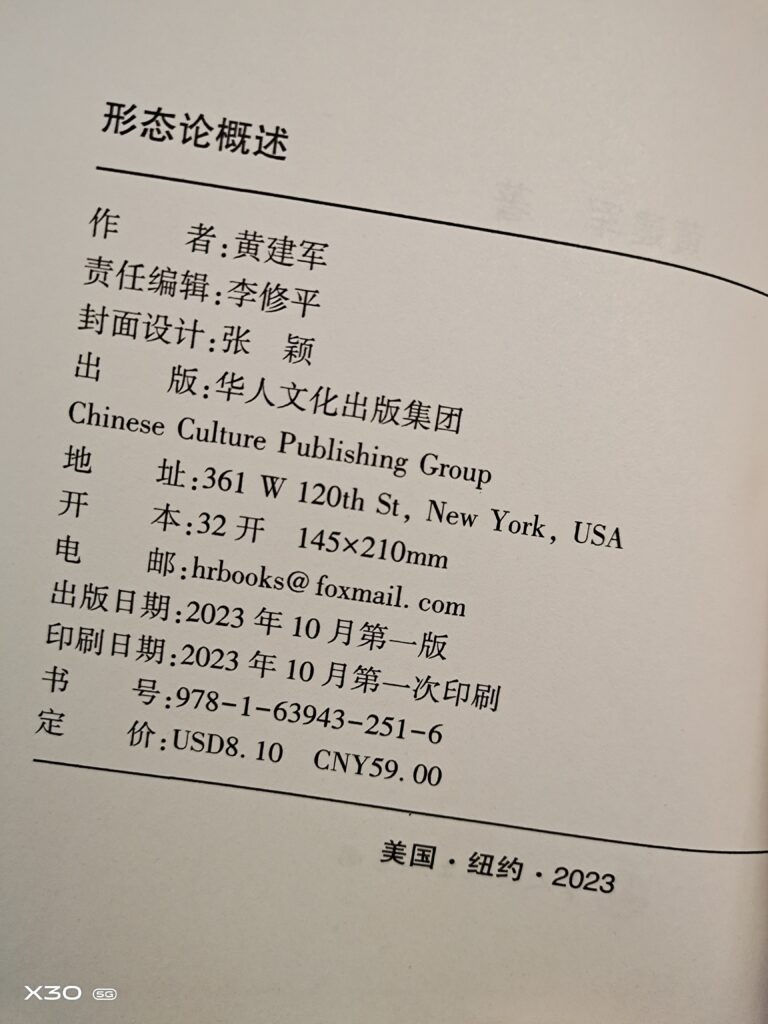 形态论概述
作　　者:黄建军
责任编辑:李修平
封面设计:张　颖
出　　版:华人文化出版集团
Chinese Culture Publishing Group
地　　址:361 W 120th St, New York, USA
开　　本:32 开　145×210mm
电　　邮:hrbooks@foxmail.com
出版日期:2023 年 10 月第一版
印刷日期:2023 年 10 月第一次印刷
书　　号:978-1-63943-251-6
定　　价:USD8.10　CNY59.00
美国·纽约·2023
X30 5G